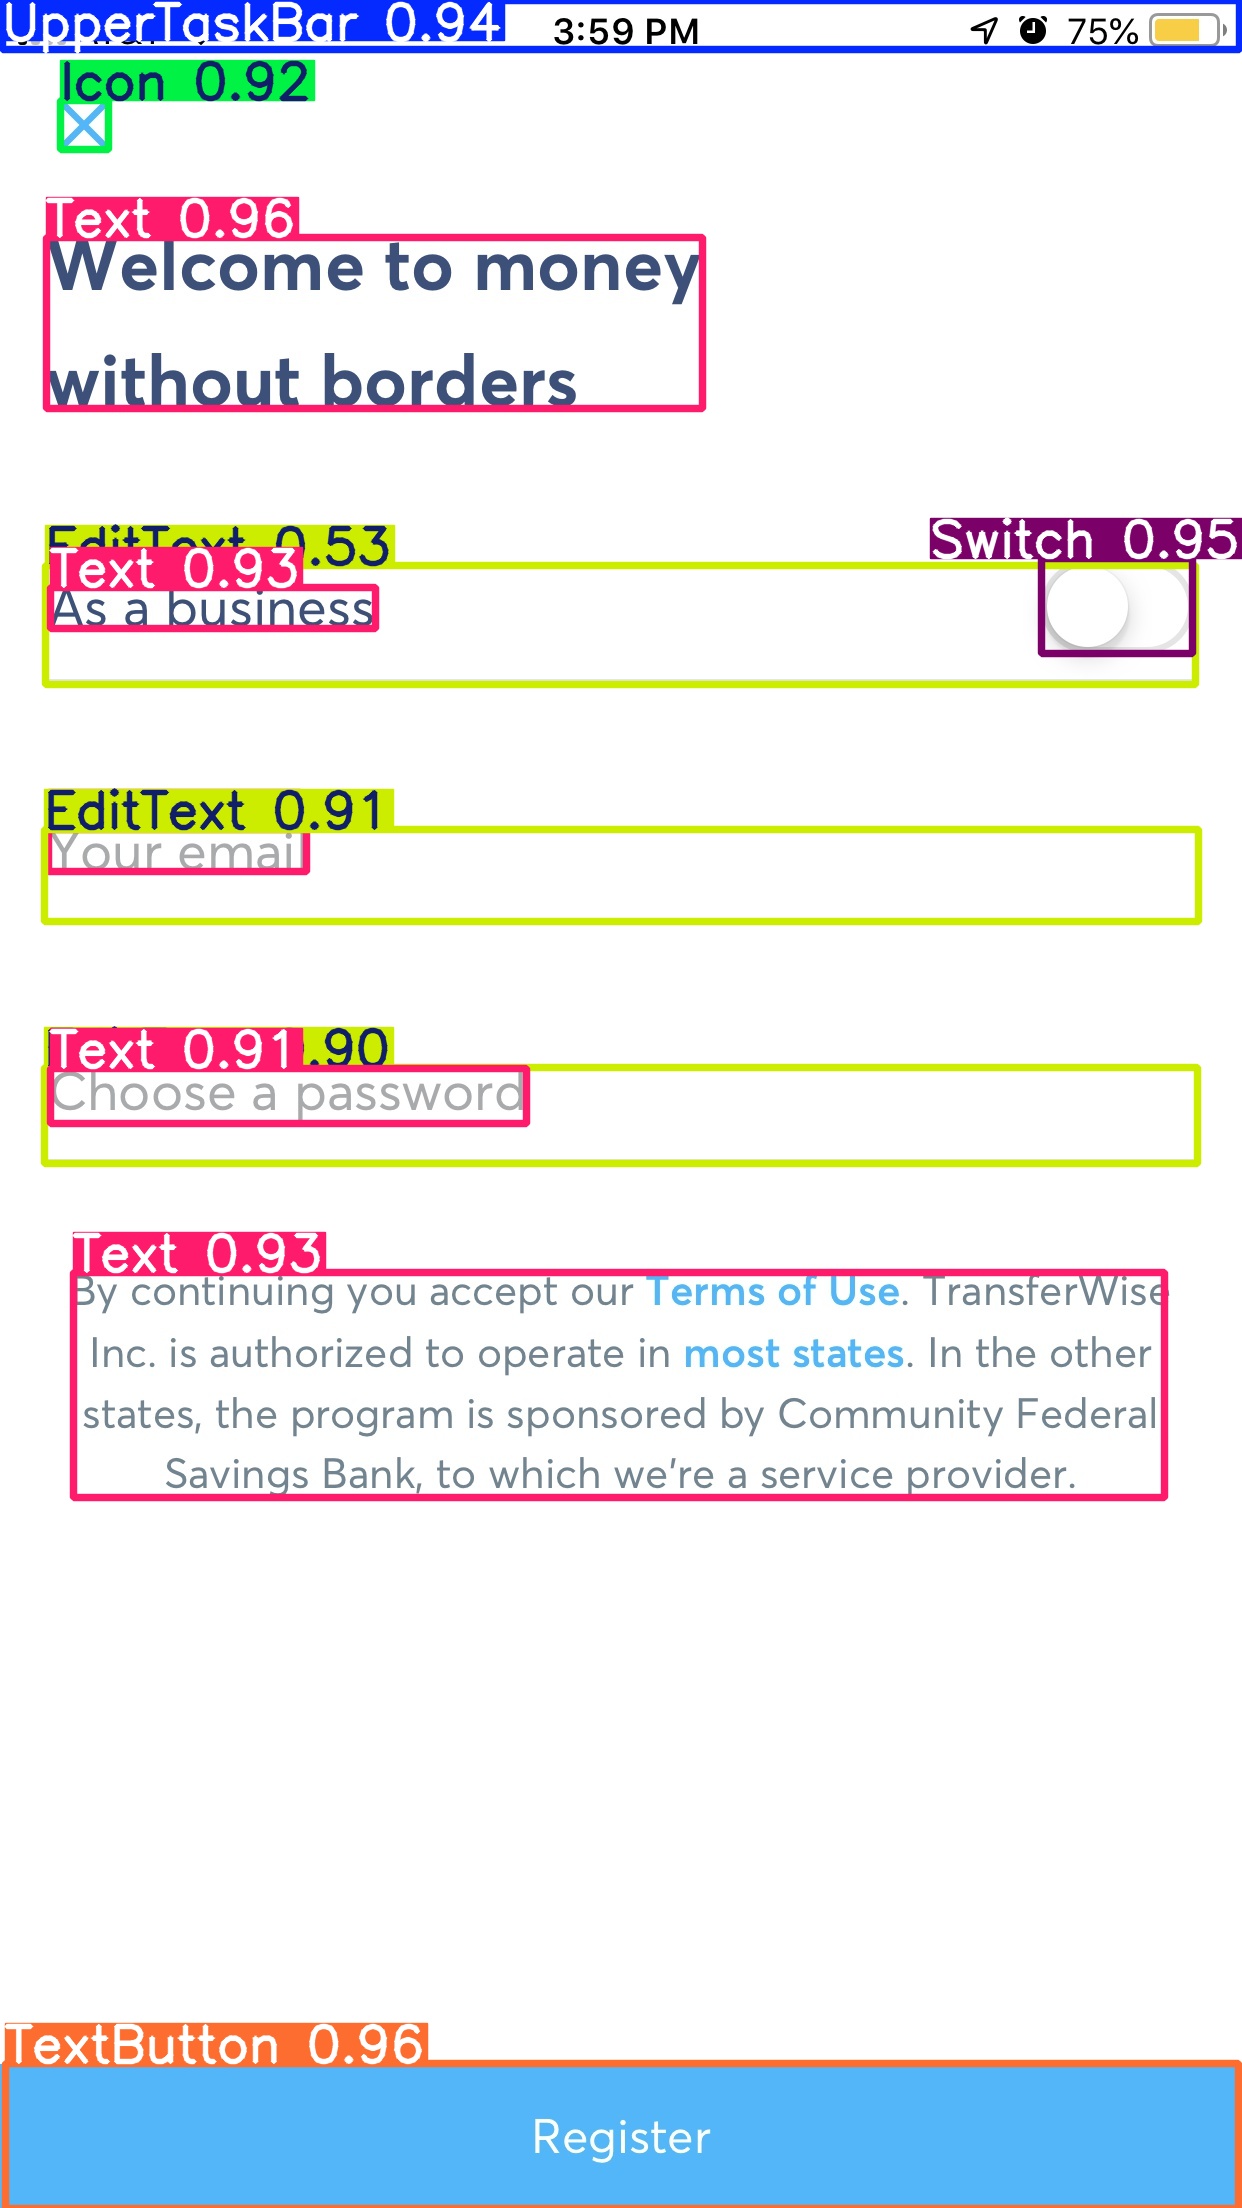 UpperTaskBar 0.94
3:59 PM
75%
Icon 0.92
Text 0.96
Welcome to money
without borders
EditText 0.53
Switch 0.95
Text 0.93
As a business
EditText 0.91
Your email
Text 0.91
.90
Choose a password
Text 0.93
By continuing you accept our Terms of Use. TransferWise
Inc. is authorized to operate in most states. In the other
states, the program is sponsored by Community Federal
Savings Bank, to which we're a service provider.
TextButton 0.96
Register